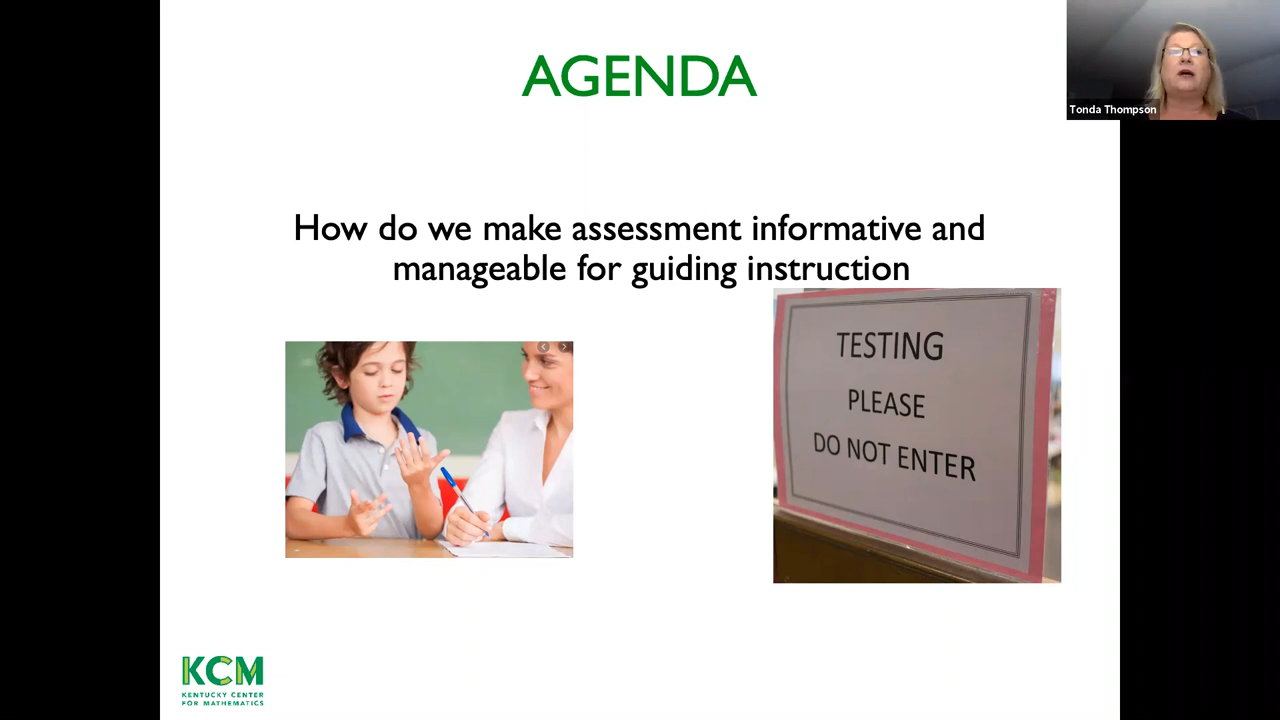 AGENDA
Tonda Thompson
How do we make assessment informative and
manageable for guiding instruction
TESTING
PLEASE
DO NOT ENTER
KCM
KENTUCKY CENTER
FOR MATHEMATICS